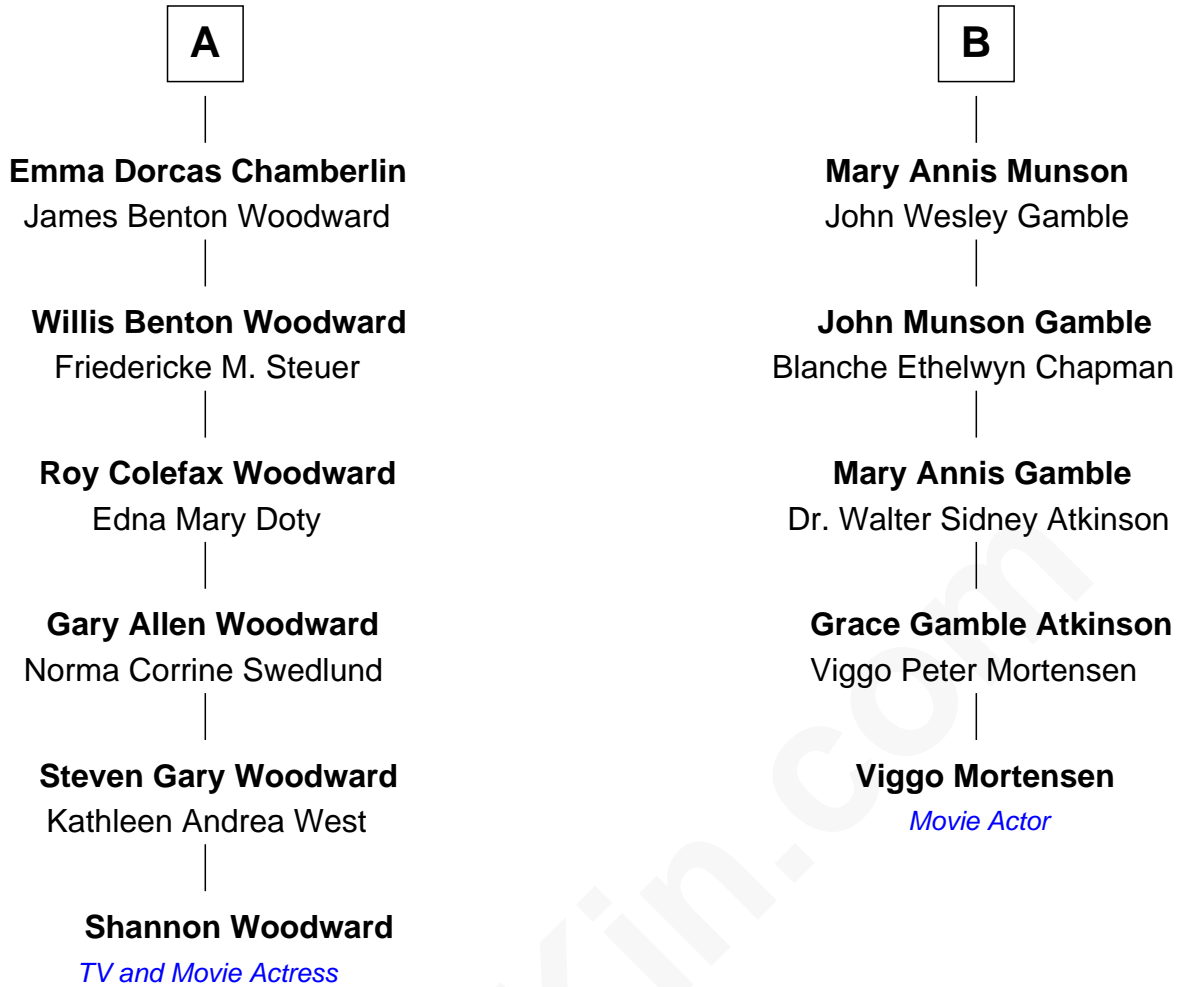 A
Emma Dorcas Chamberlin
James Benton Woodward
Willis Benton Woodward
Friedericke M. Steuer
Roy Colefax Woodward
Edna Mary Doty
Gary Allen Woodward
Norma Corrine Swedlund
Steven Gary Woodward
Kathleen Andrea West
Shannon Woodward
TV and Movie Actress
B
Mary Annis Munson
John Wesley Gamble
John Munson Gamble
Blanche Ethelwyn Chapman
Mary Annis Gamble
Dr. Walter Sidney Atkinson
Grace Gamble Atkinson
Viggo Peter Mortensen
Viggo Mortensen
Movie Actor
Kin.com